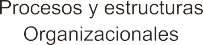 Procesos y estructuras
Organizacionales